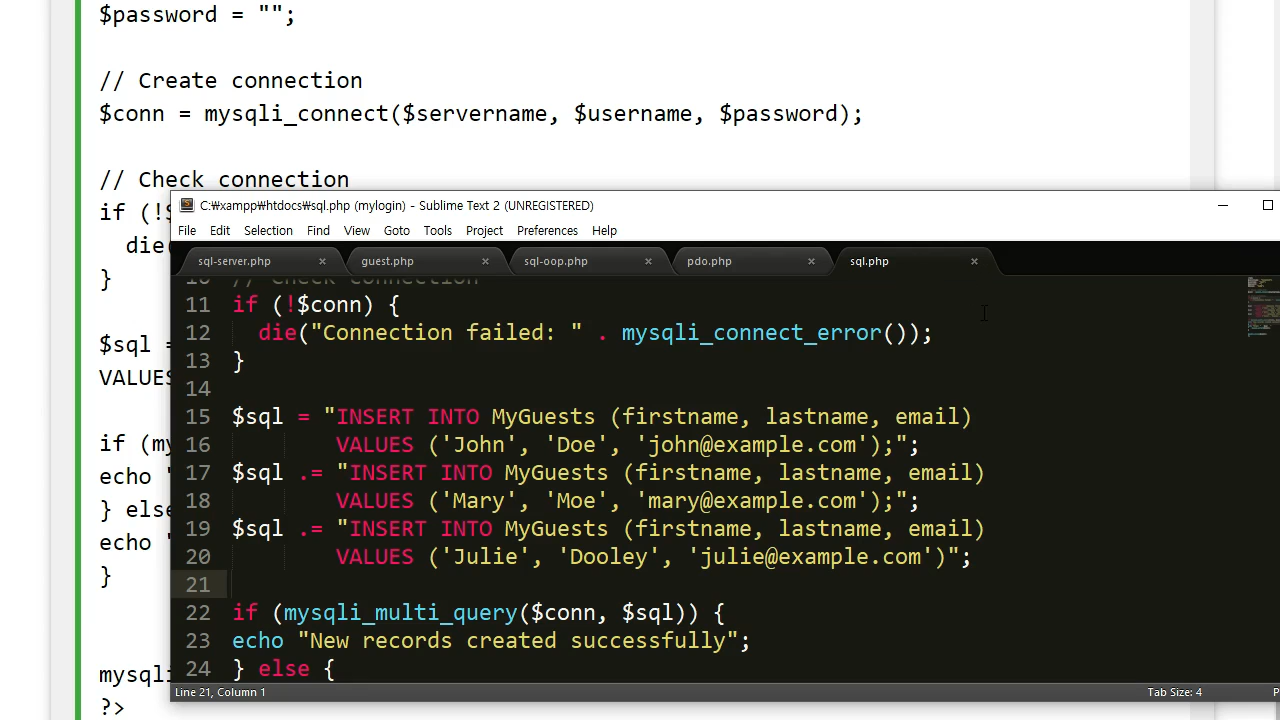 $password = "";
// Create connection
$conn = mysqli_connect($servername, $username, $password);
// Check connection
if (!$
die(
}
$sql =
VALUES
if (my
echo "
} else
echo "
}
mysqli
?>
C:₩xampp₩htdocs₩sql.php (mylogin) - Sublime Text 2 (UNREGISTERED)
File Edit Selection Find View Goto Tools Project Preferences Help
sql-server.php × guest.php × sql-oop.php × pdo.php × sql.php ×
10 // Check connection
11 if (!$conn) {
12 die("Connection failed: " . mysqli_connect_error());
13 }
14
15 $sql = "INSERT INTO MyGuests (firstname, lastname, email)
16 VALUES ('John', 'Doe', 'john@example.com');";
17 $sql .= "INSERT INTO MyGuests (firstname, lastname, email)
18 VALUES ('Mary', 'Moe', 'mary@example.com');";
19 $sql .= "INSERT INTO MyGuests (firstname, lastname, email)
20 VALUES ('Julie', 'Dooley', 'julie@example.com')";
21
22 if (mysqli_multi_query($conn, $sql)) {
23 echo "New records created successfully";
24 } else {
Line 21, Column 1
Tab Size: 4
P